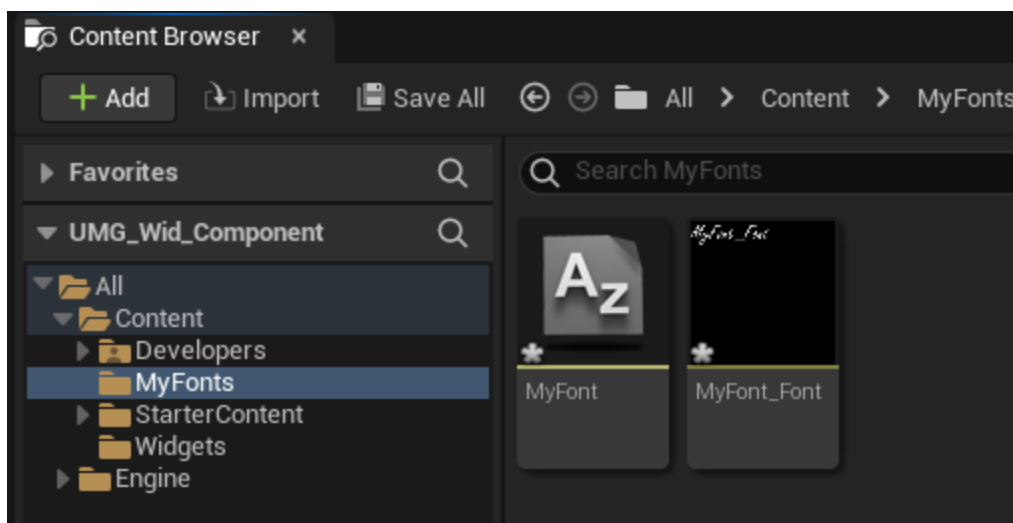 Content Browser ×
+ Add Import Save All All > Content > MyFonts
Favorites
Search MyFonts
UMG_Wid_Component
All
Content
Developers
MyFonts
StarterContent
Widgets
Engine
MyFont_Font
AZ
MyFont
MyFont_Font